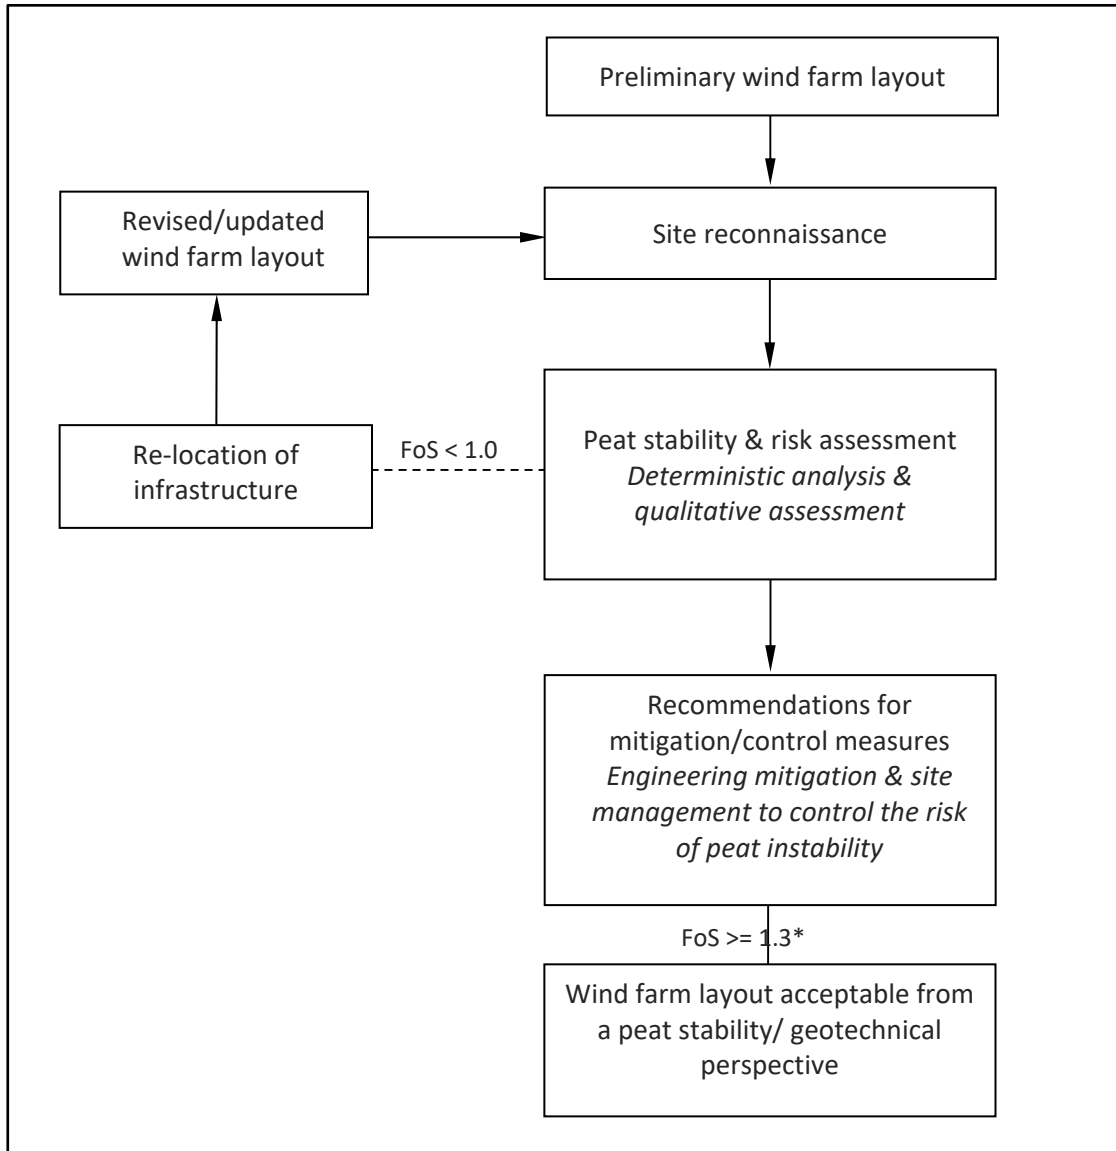 Preliminary wind farm layout
Revised/updated
wind farm layout
Site reconnaissance
Re-location of
infrastructure
FoS < 1.0
Peat stability & risk assessment
Deterministic analysis &
qualitative assessment
Recommendations for
mitigation/control measures
Engineering mitigation & site
management to control the risk
of peat instability
FoS >= 1.3*
Wind farm layout acceptable from
a peat stability/ geotechnical
perspective